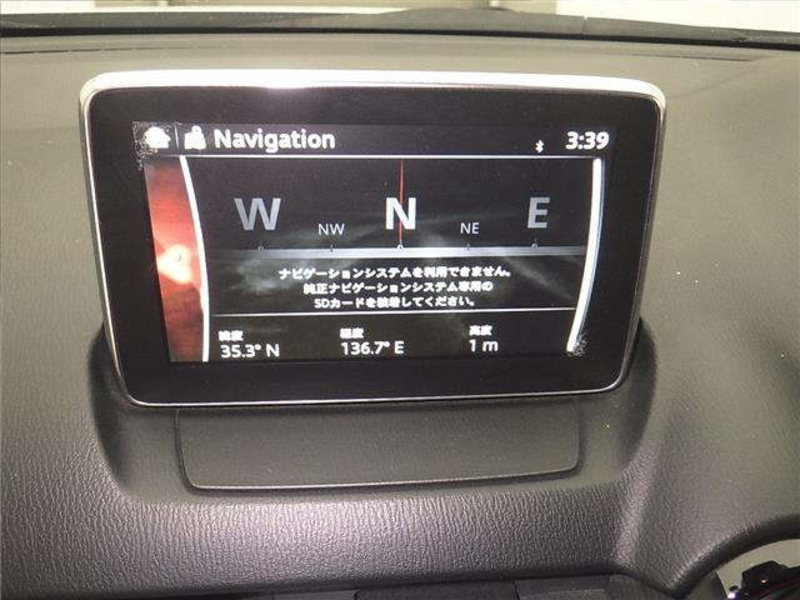 Navigation 3:39
W NW N NE E
ナビゲーションシステムを利用できません。
純正ナビゲーションシステム専用の
SDカードを装着してください。
緯度 経度 高度
35.3° N 136.7° E 1 m